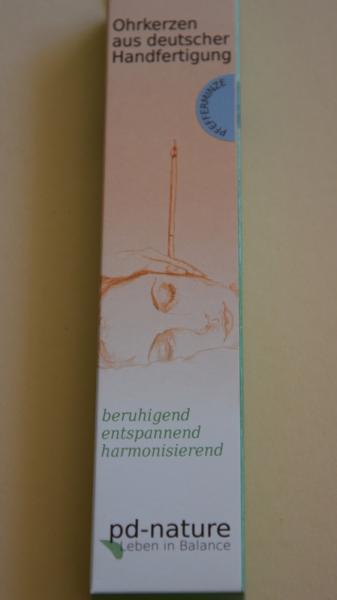 Ohrkerzen
aus deutscher
Handfertigung
PFEFFERMINZE
beruhigend
entspannend
harmonisierend
pd-nature
Leben in Balance